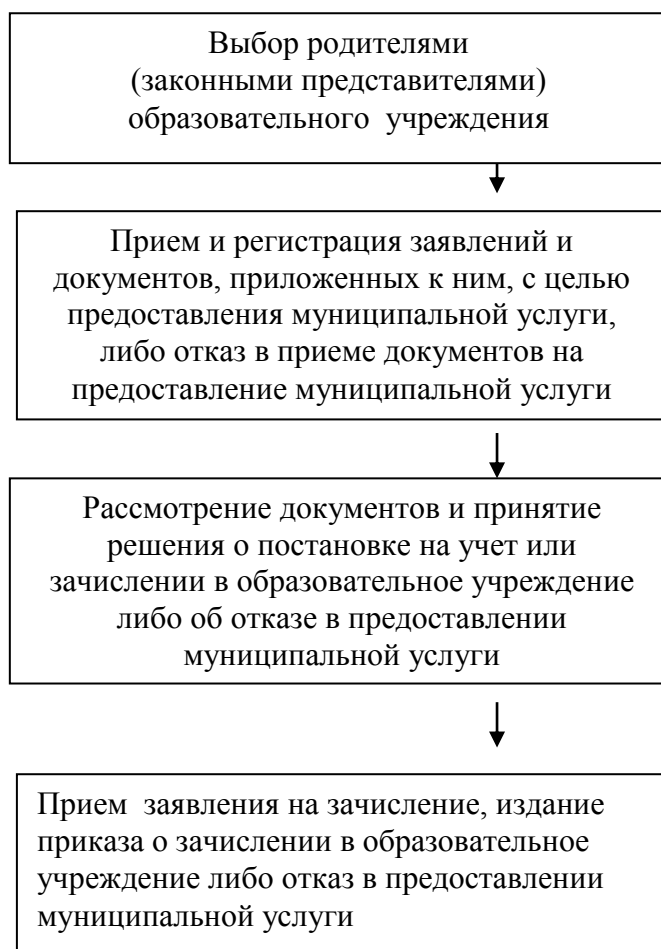 Выбор родителями
(законными представителями)
образовательного учреждения
Прием и регистрация заявлений и
документов, приложенных к ним, с целью
предоставления муниципальной услуги,
либо отказ в приеме документов на
предоставление муниципальной услуги
Рассмотрение документов и принятие
решения о постановке на учет или
зачислении в образовательное учреждение
либо об отказе в предоставлении
муниципальной услуги
Прием заявления на зачисление, издание
приказа о зачислении в образовательное
учреждение либо отказ в предоставлении
муниципальной услуги